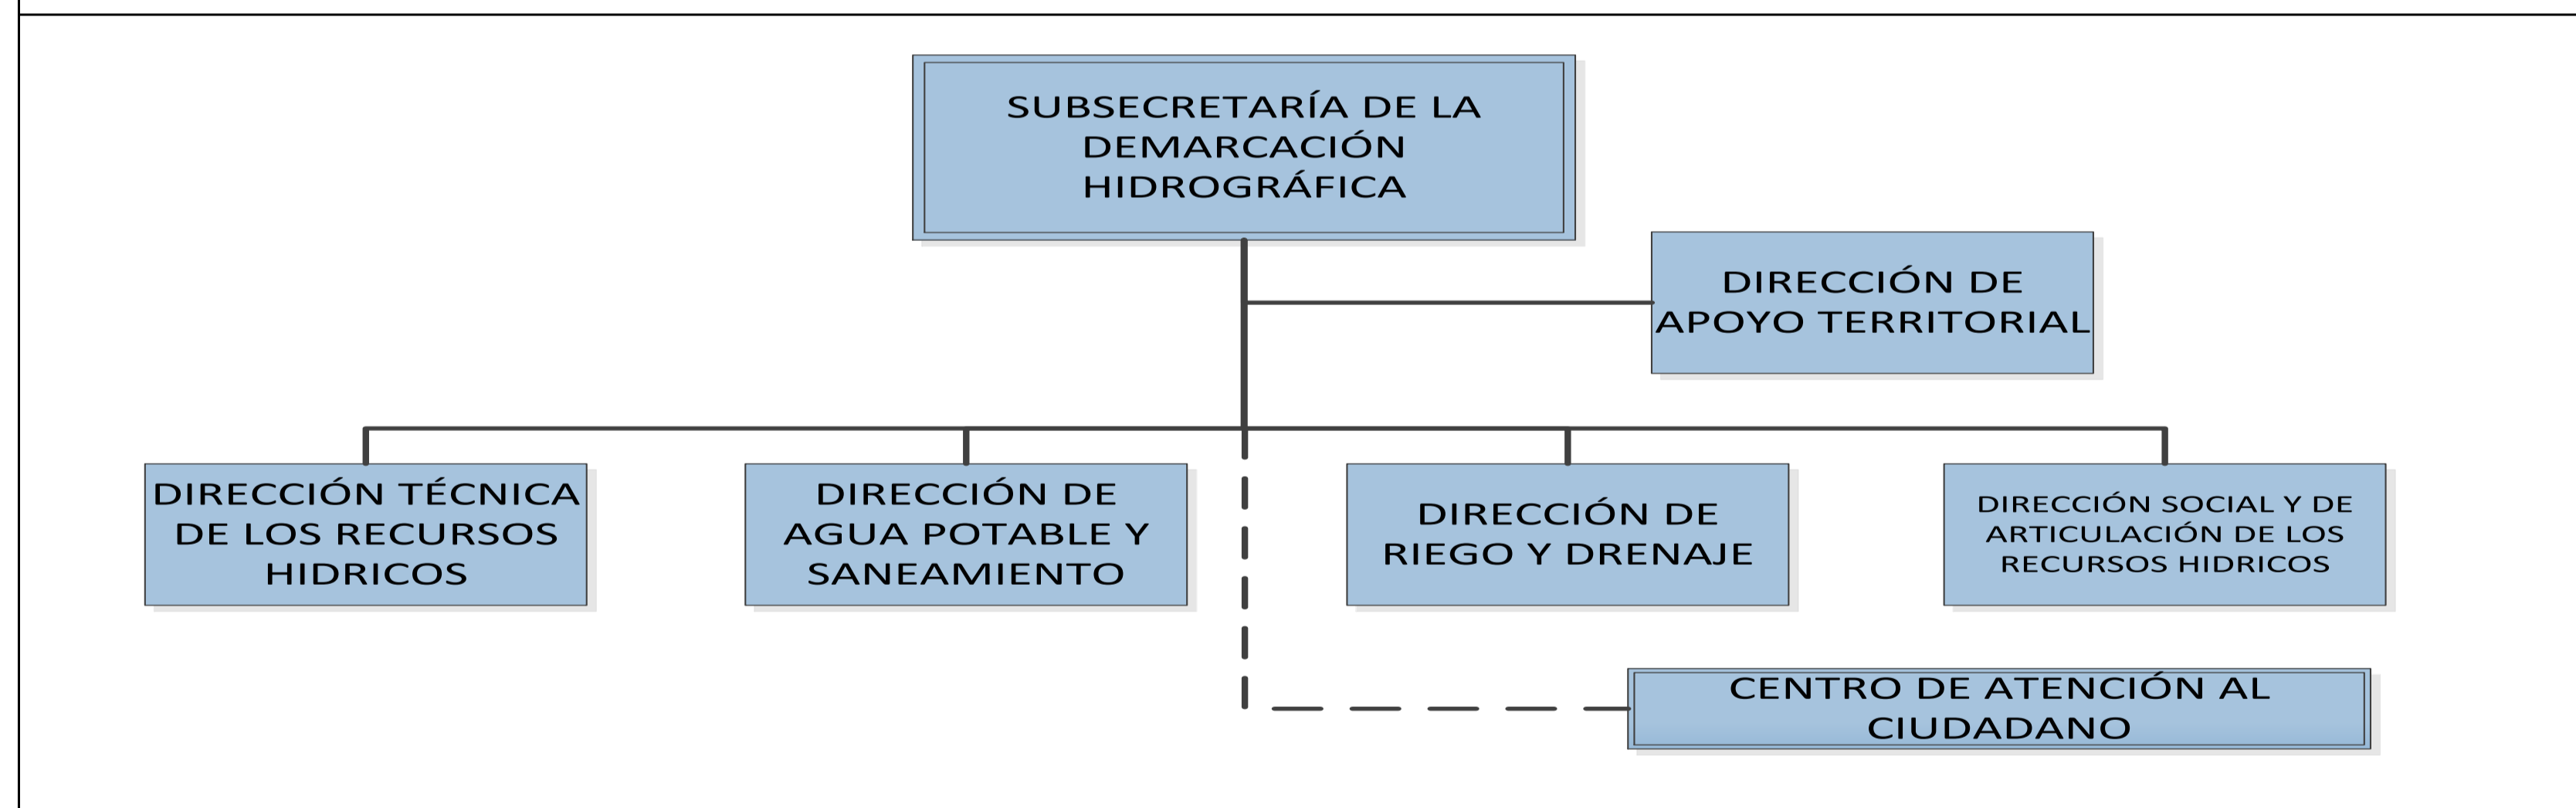 SUBSECRETARÍA DE LA
DEMARCACIÓN
HIDROGRÁFICA
DIRECCIÓN DE
APOYO TERRITORIAL
DIRECCIÓN TÉCNICA
DE LOS RECURSOS
HIDRICOS
DIRECCIÓN DE
AGUA POTABLE Y
SANEAMIENTO
DIRECCIÓN DE
RIEGO Y DRENAJE
DIRECCIÓN SOCIAL Y DE
ARTICULACIÓN DE LOS
RECURSOS HIDRICOS
CENTRO DE ATENCIÓN AL
CIUDADANO